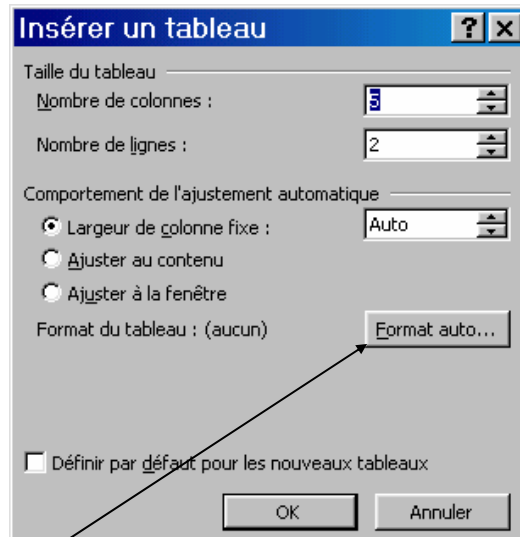 Insérer un tableau ? ×
Taille du tableau
Nombre de colonnes : 5
Nombre de lignes : 2
Comportement de l'ajustement automatique
Largeur de colonne fixe : Auto
Ajuster au contenu
Ajuster à la fenêtre
Format du tableau : (aucun) Format auto...
Définir par défaut pour les nouveaux tableaux
OK Annuler